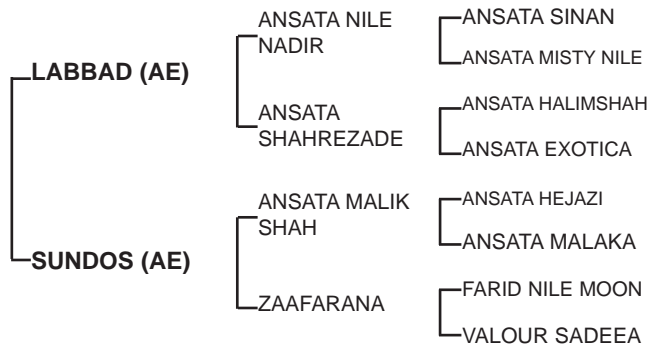 ANSATA NILE
NADIR
ANSATA SINAN
ANSATA MISTY NILE
LABBAD (AE)
ANSATA
SHAHREZADE
ANSATA HALIMSHAH
ANSATA EXOTICA
ANSATA MALIK
SHAH
ANSATA HEJAZI
ANSATA MALAKA
SUNDOS (AE)
ZAAFARANA
FARID NILE MOON
VALOUR SADEEA